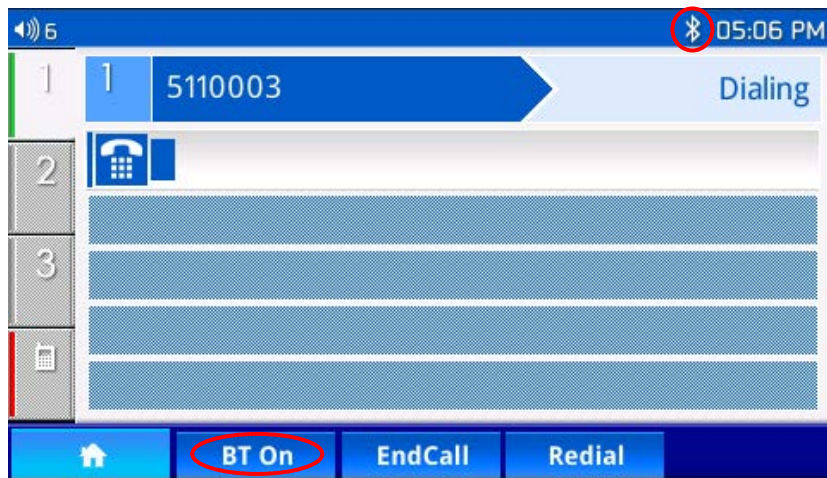 6 05:06 PM
1 1 5110003 Dialing
2
3
BT On EndCall Redial